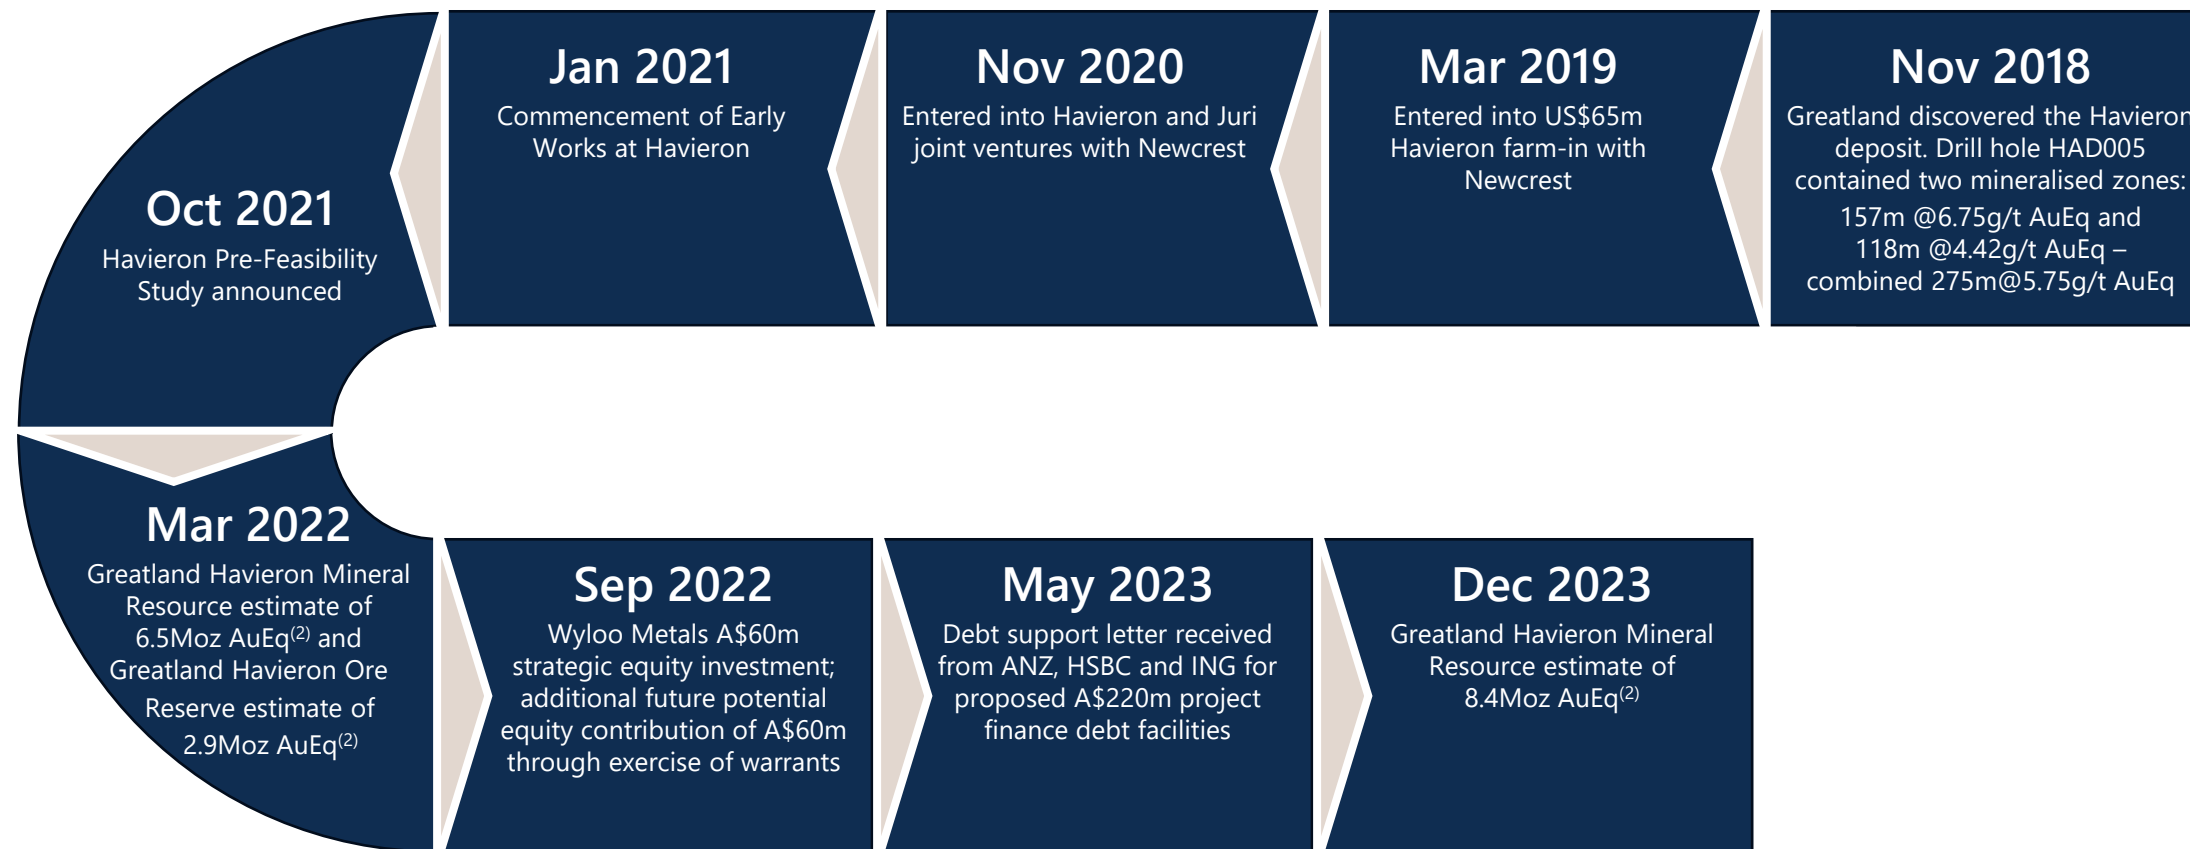 Nov 2018
Greatland discovered the Havieron
deposit. Drill hole HAD005
contained two mineralised zones:
157m @6.75g/t AuEq and
118m @4.42g/t AuEq –
combined 275m@5.75g/t AuEq
Mar 2019
Entered into US$65m
Havieron farm-in with
Newcrest
Nov 2020
Entered into Havieron and Juri
joint ventures with Newcrest
Jan 2021
Commencement of Early
Works at Havieron
Oct 2021
Havieron Pre-Feasibility
Study announced
Mar 2022
Greatland Havieron Mineral
Resource estimate of
6.5Moz AuEq(2) and
Greatland Havieron Ore
Reserve estimate of
2.9Moz AuEq(2)
Sep 2022
Wyloo Metals A$60m
strategic equity investment;
additional future potential
equity contribution of A$60m
through exercise of warrants
May 2023
Debt support letter received
from ANZ, HSBC and ING for
proposed A$220m project
finance debt facilities
Dec 2023
Greatland Havieron Mineral
Resource estimate of
8.4Moz AuEq(2)